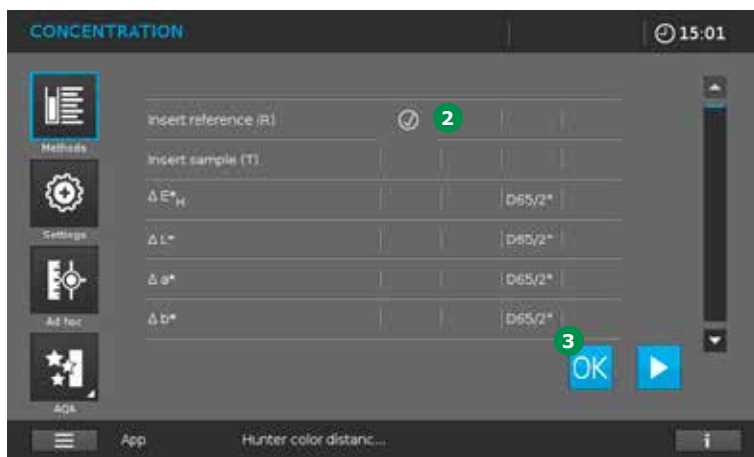 CONCENTRATION 15:01
Methods
Settings
Ad hoc
AQA
Insert reference (R) 2
Insert sample (T)
Δ E*H D65/2°
Δ L* D65/2°
Δ a* D65/2°
Δ b* D65/2°
3
OK
App Hunter color distanc... i